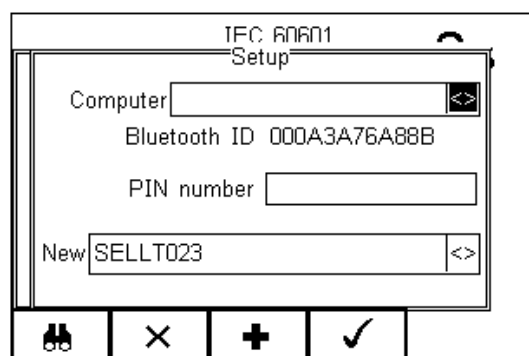 IEC 60601
Setup
Computer <>
Bluetooth ID 000A3A76A88B
PIN number
New SELLT023 <>